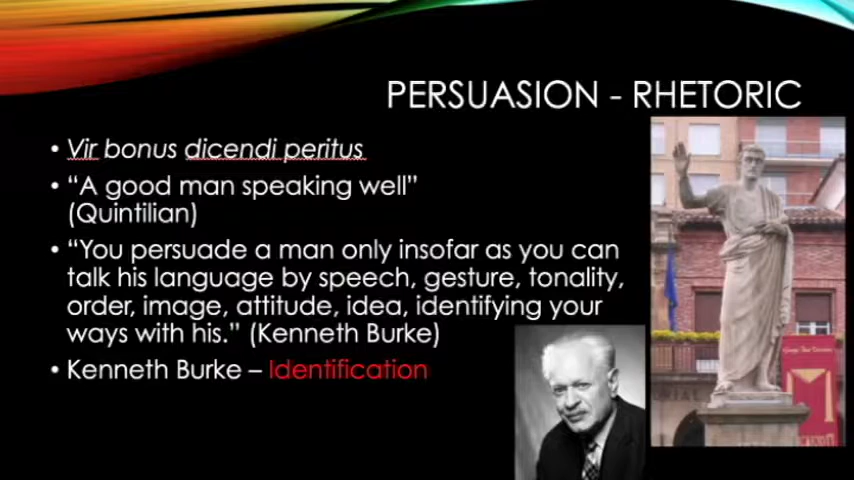 PERSUASION - RHETORIC
• Vir bonus dicendi peritus
• “A good man speaking well”
(Quintilian)
• “You persuade a man only insofar as you can
talk his language by speech, gesture, tonality,
order, image, attitude, idea, identifying your
ways with his.” (Kenneth Burke)
• Kenneth Burke – Identification